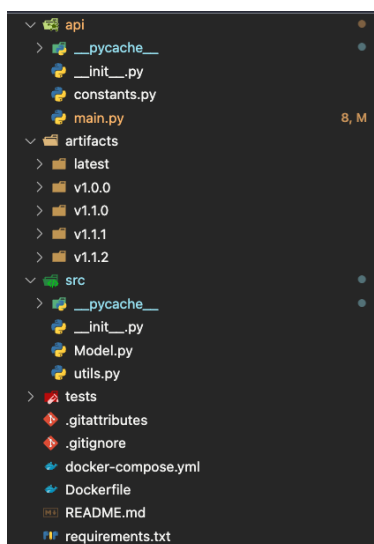 api
__pycache__
__init__.py
constants.py
main.py 8, M
artifacts
latest
v1.0.0
v1.1.0
v1.1.1
v1.1.2
src
__pycache__
__init__.py
Model.py
utils.py
tests
.gitattributes
.gitignore
docker-compose.yml
Dockerfile
README.md
requirements.txt